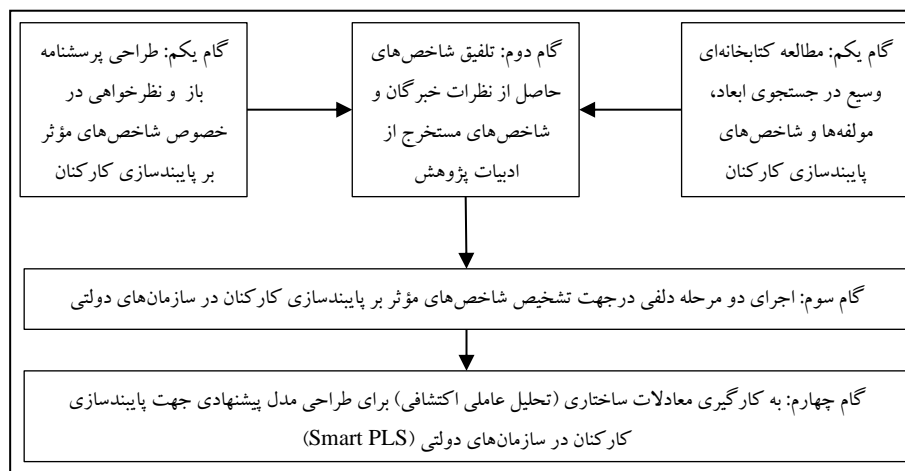 گام یکم: مطالعه کتابخانه‌ای
وسیع در جستجوی ابعاد،
مولفه‌ها و شاخص‌های
پایبندسازی کارکنان
گام دوم: تلفیق شاخص‌های
حاصل از نظرات خبرگان و
شاخص‌های مستخرج از
ادبیات پژوهش
گام یکم: طراحی پرسشنامه
باز و نظرخواهی در
خصوص شاخص‌های مؤثر
بر پایبندسازی کارکنان
گام سوم: اجرای دو مرحله دلفی درجهت تشخیص شاخص‌های مؤثر بر پایبندسازی کارکنان در سازمان‌های دولتی
گام چهارم: به کارگیری معادلات ساختاری (تحلیل عاملی اکتشافی) برای طراحی مدل پیشنهادی جهت پایبندسازی
کارکنان در سازمان‌های دولتی (Smart PLS)